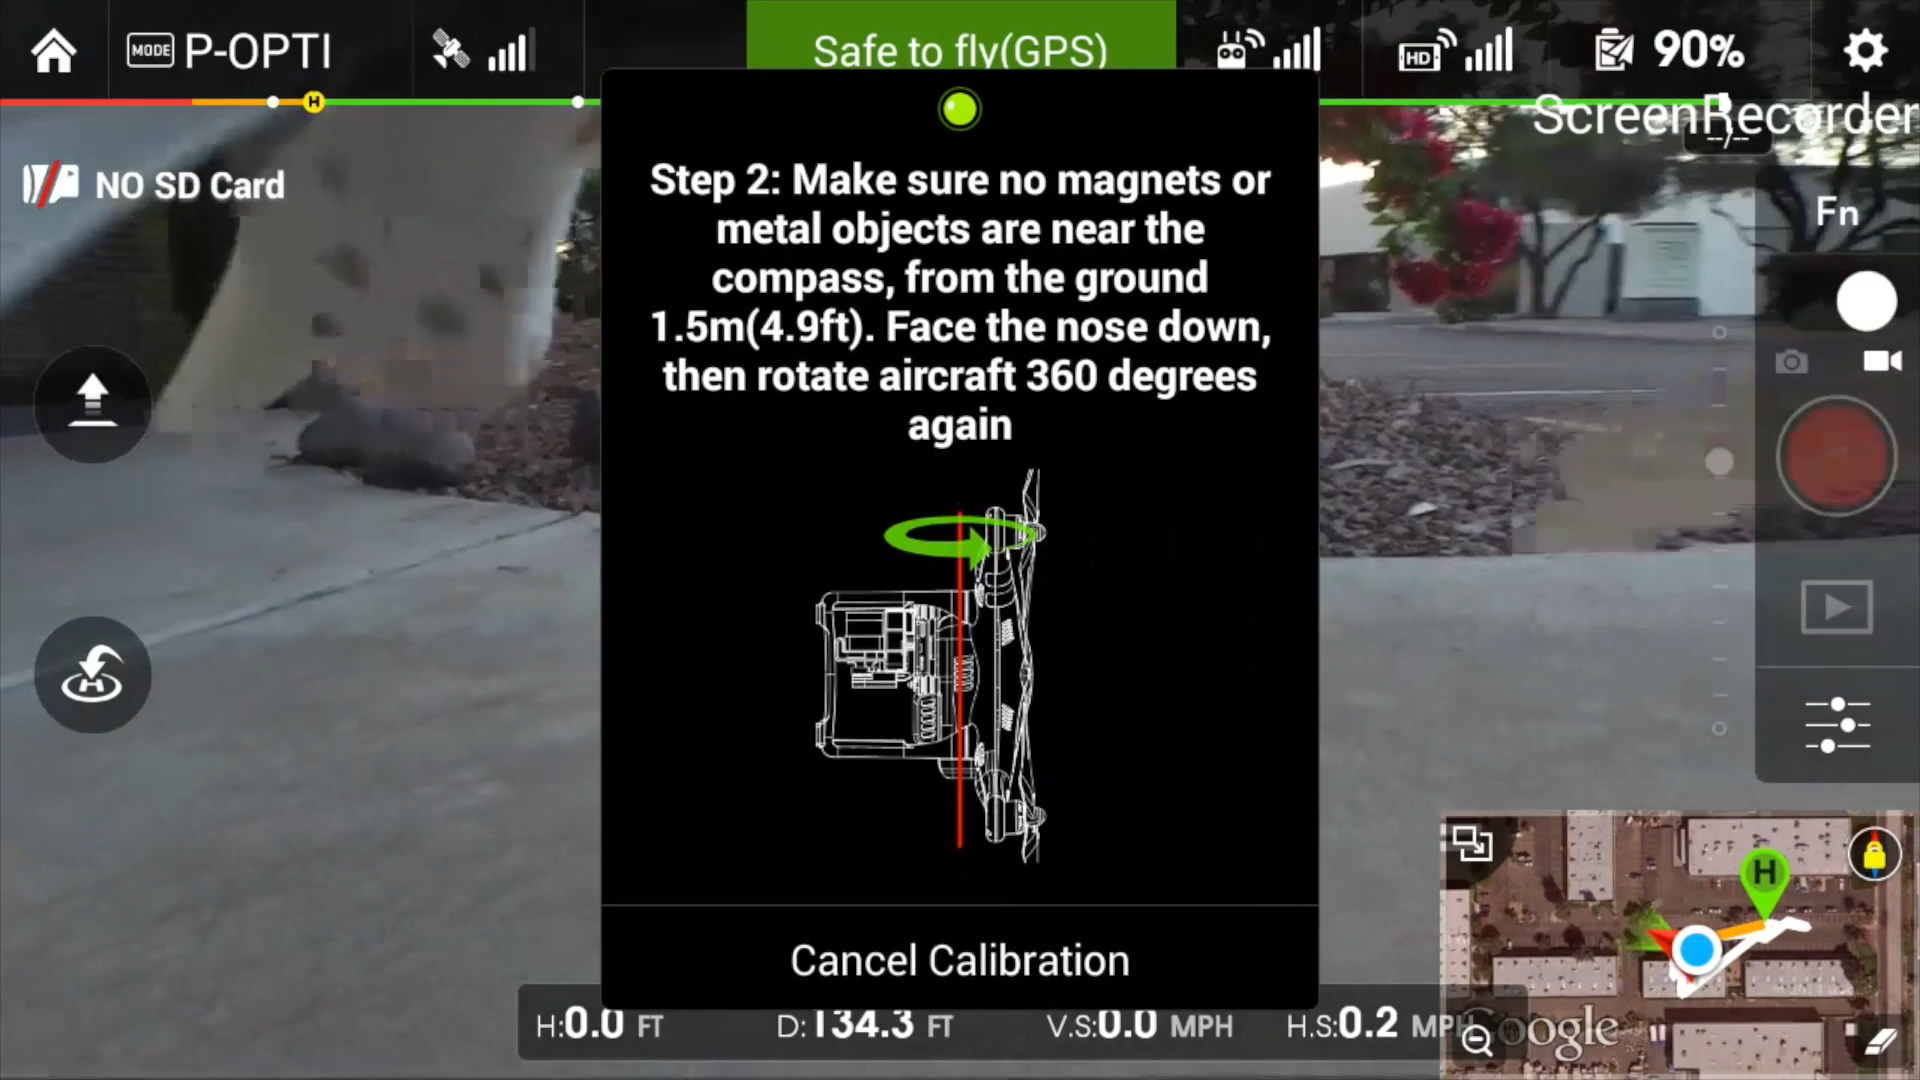 MODE P-OPTI
Safe to fly(GPS)
HD
90%
H
ScreenRecorder
--/--
NO SD Card
Fn
Step 2: Make sure no magnets or
metal objects are near the
compass, from the ground
1.5m(4.9ft). Face the nose down,
then rotate aircraft 360 degrees
again
H
H
Cancel Calibration
H:0.0 FT D:134.3 FT V.S:0.0 MPH H.S:0.2 MPH
Google